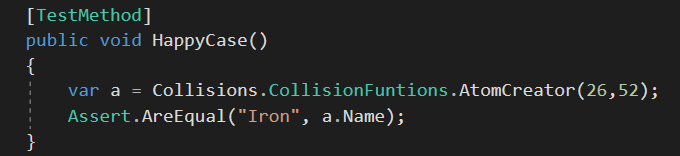 [TestMethod]
public void HappyCase()
{
var a = Collisions.CollisionFuntions.AtomCreator(26,52);
Assert.AreEqual("Iron", a.Name);
}